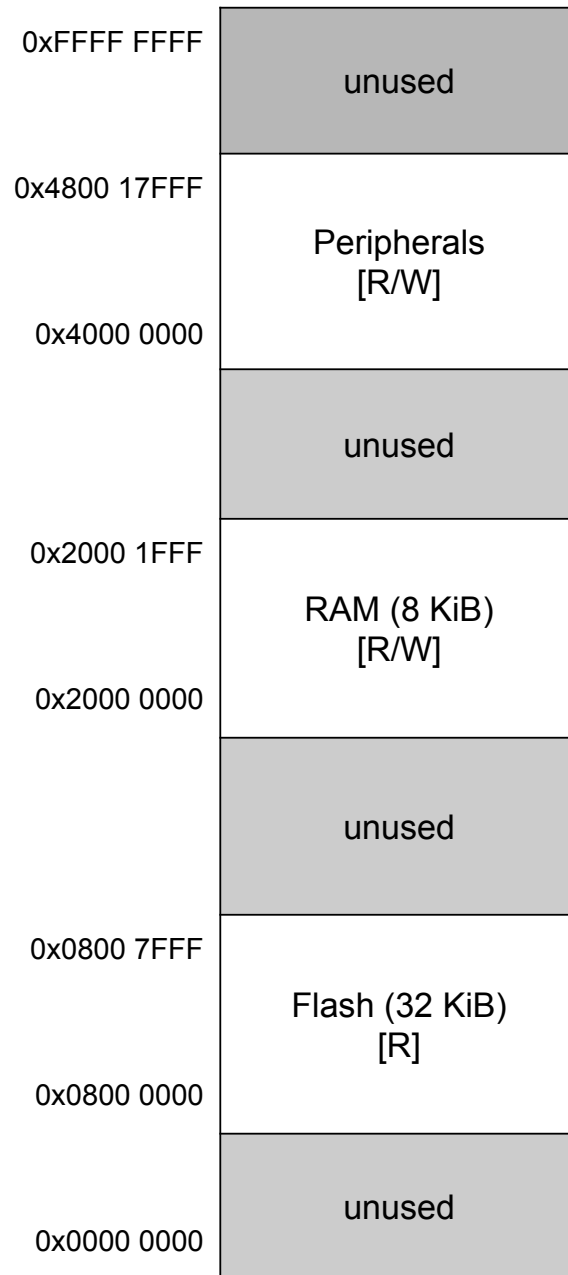 0xFFFF FFFF
unused
0x4800 17FFF
Peripherals
[R/W]
0x4000 0000
unused
0x2000 1FFF
RAM (8 KiB)
[R/W]
0x2000 0000
unused
0x0800 7FFF
Flash (32 KiB)
[R]
0x0800 0000
unused
0x0000 0000